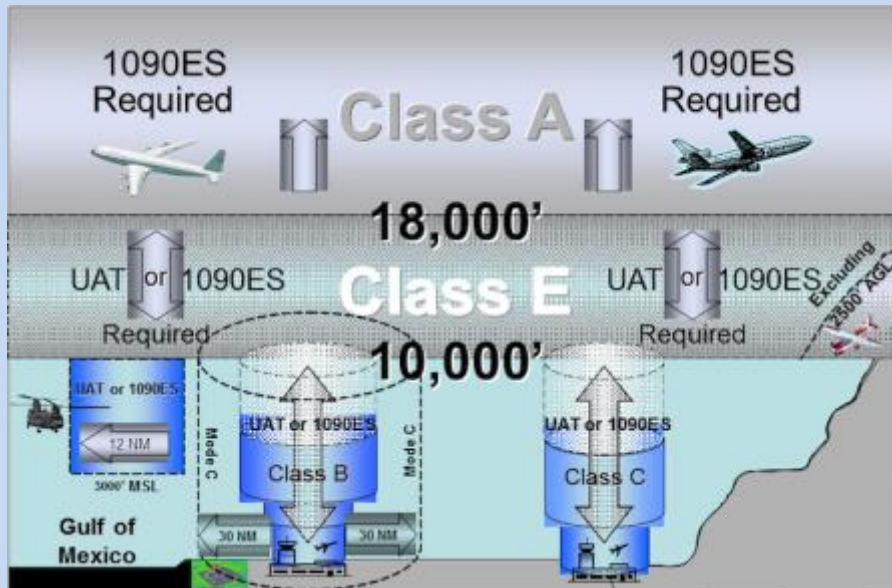 1090ES
Required
1090ES
Required
Class A
18,000’
UAT or 1090ES
Required
Class E
UAT or 1090ES
Required
Excluding
2500’ AGL
10,000’
UAT or 1090ES
12 NM
3000’ MSL
Gulf of
Mexico
Mode C
UAT or 1090ES
Class B
30 NM
30 NM
Mode C
UAT or 1090ES
Class C